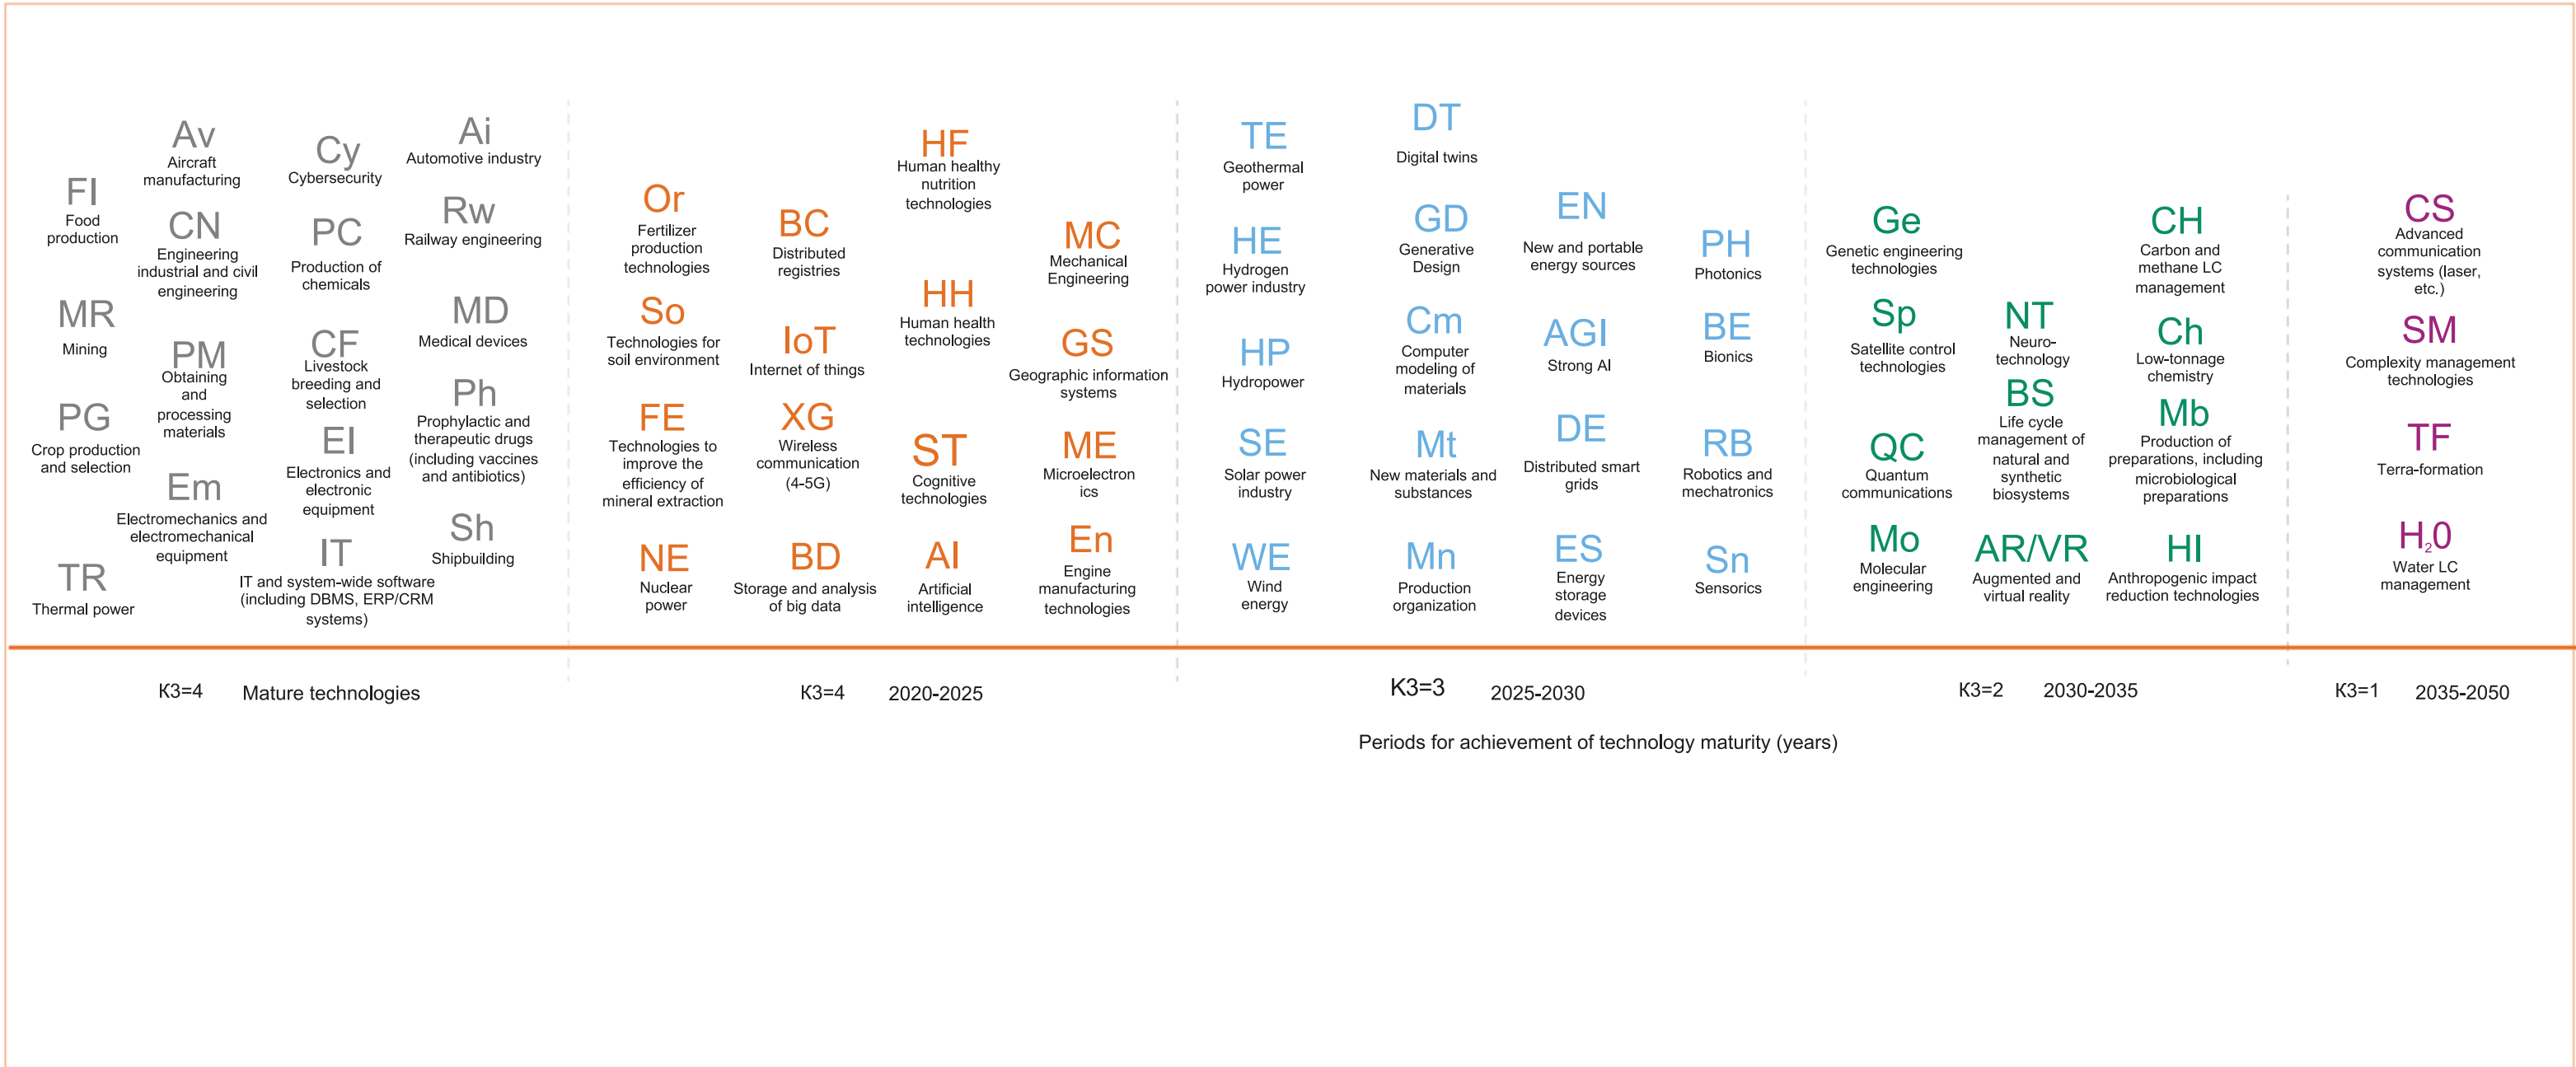 FI
Food
production
MR
Mining
PG
Crop production
and selection
TR
Thermal power
Av
Aircraft
manufacturing
CN
Engineering
industrial and civil
engineering
PM
Obtaining
and
processing
materials
Em
Electromechanics and
electromechanical
equipment
Cy
Cybersecurity
PC
Production of
chemicals
CF
Livestock
breeding and
selection
EI
Electronics and
electronic
equipment
IT
IT and system-wide software
(including DBMS, ERP/CRM
systems)
Ai
Automotive industry
Rw
Railway engineering
MD
Medical devices
Ph
Prophylactic and
therapeutic drugs
(including vaccines
and antibiotics)
Sh
Shipbuilding
Or
Fertilizer
production
technologies
So
Technologies for
soil environment
FE
Technologies to
improve the
efficiency of
mineral extraction
NE
Nuclear
power
BC
Distributed
registries
IoT
Internet of things
XG
Wireless
communication
(4-5G)
BD
Storage and analysis
of big data
HF
Human healthy
nutrition
technologies
HH
Human health
technologies
ST
Cognitive
technologies
AI
Artificial
intelligence
MC
Mechanical
Engineering
GS
Geographic information
systems
ME
Microelectron
ics
En
Engine
manufacturing
technologies
TE
Geothermal
power
HE
Hydrogen
power industry
HP
Hydropower
SE
Solar power
industry
WE
Wind
energy
DT
Digital twins
GD
Generative
Design
Cm
Computer
modeling of
materials
Mt
New materials and
substances
Mn
Production
organization
EN
New and portable
energy sources
AGI
Strong AI
DE
Distributed smart
grids
ES
Energy
storage
devices
PH
Photonics
BE
Bionics
RB
Robotics and
mechatronics
Sn
Sensorics
Ge
Genetic engineering
technologies
Sp
Satellite control
technologies
QC
Quantum
communications
Mo
Molecular
engineering
NT
Neuro-
technology
BS
Life cycle
management of
natural and
synthetic
biosystems
AR/VR
Augmented and
virtual reality
CH
Carbon and
methane LC
management
Ch
Low-tonnage
chemistry
Mb
Production of
preparations, including
microbiological
preparations
HI
Anthropogenic impact
reduction technologies
CS
Advanced
communication
systems (laser,
etc.)
SM
Complexity management
technologies
TF
Terra-formation
H₂0
Water LC
management
K3=4 Mature technologies
K3=4 2020-2025
K3=3 2025-2030
K3=2 2030-2035
K3=1 2035-2050
Periods for achievement of technology maturity (years)